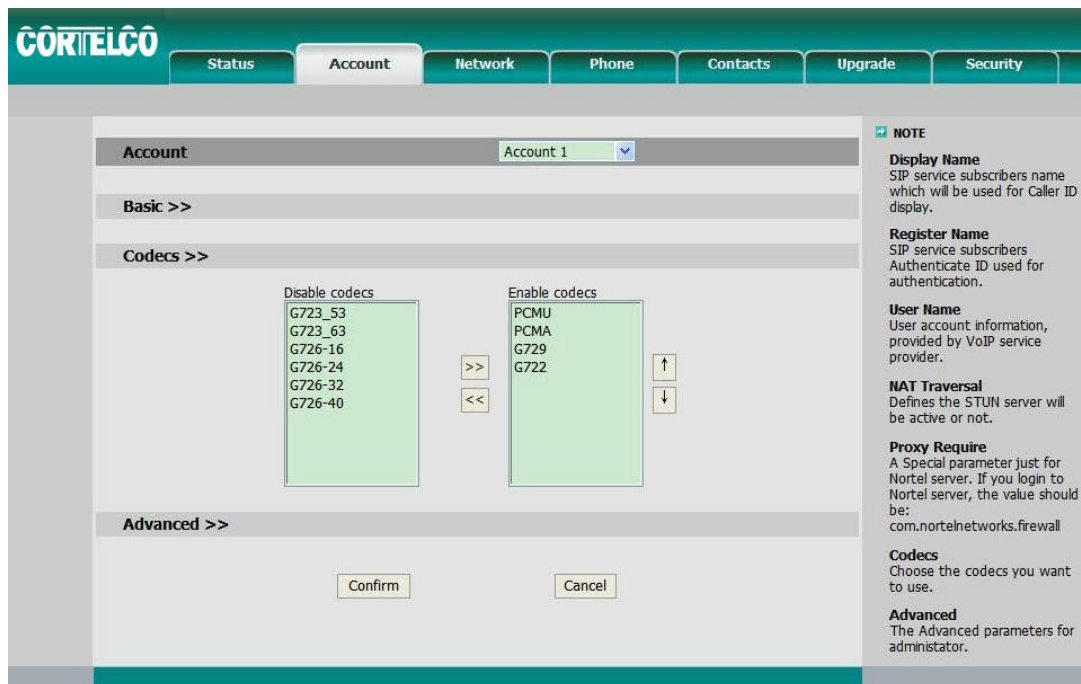 CORTELCO
Status
Account
Network
Phone
Contacts
Upgrade
Security
Account
Account 1
Basic >>
Codecs >>
Disable codecs
G723_53
G723_63
G726-16
G726-24
G726-32
G726-40
>>
<<
Enable codecs
PCMU
PCMA
G729
G722
↑
↓
Advanced >>
Confirm
Cancel
NOTE
Display Name
SIP service subscribers name
which will be used for Caller ID
display.
Register Name
SIP service subscribers
Authenticate ID used for
authentication.
User Name
User account information,
provided by VoIP service
provider.
NAT Traversal
Defines the STUN server will
be active or not.
Proxy Require
A Special parameter just for
Nortel server. If you login to
Nortel server, the value should
be:
com.nortelnetworks.firewall
Codecs
Choose the codecs you want
to use.
Advanced
The Advanced parameters for
administator.